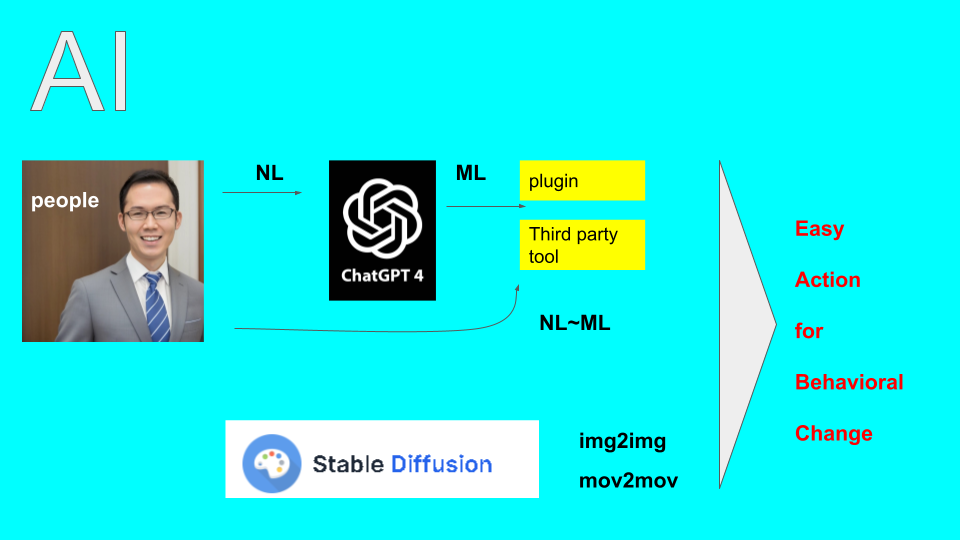 AI
people
NL
ChatGPT 4
ML
plugin
Third party
tool
NL~ML
Stable Diffusion
img2img
mov2mov
Easy
Action
for
Behavioral
Change